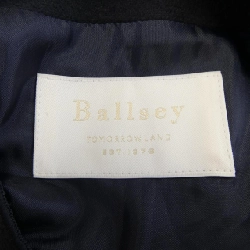 Ballsey
TOMORROWLAND
EST. 1978